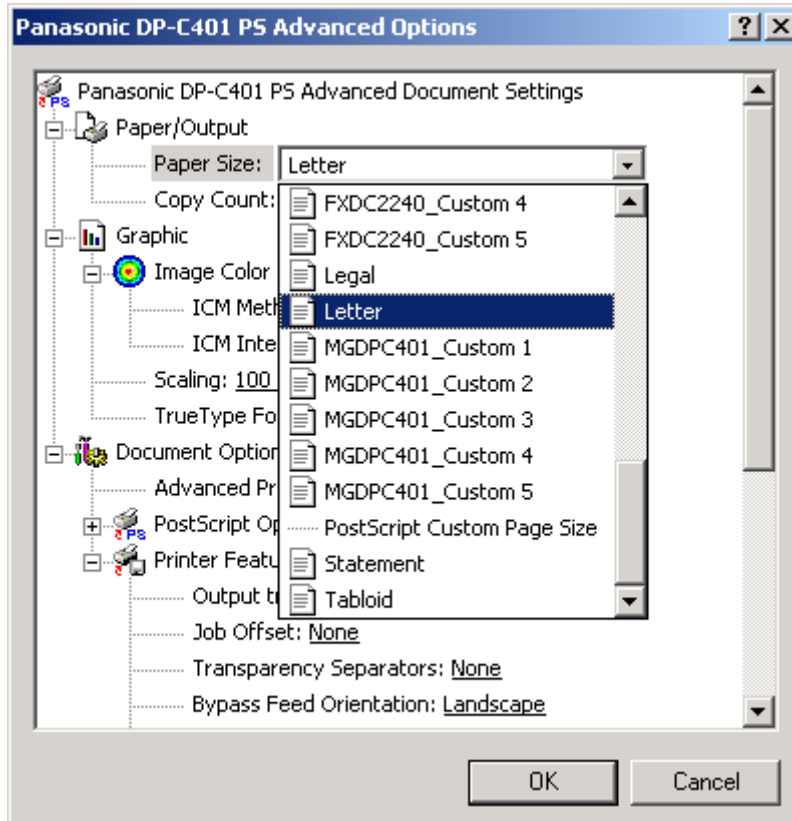 Panasonic DP-C401 PS Advanced Options
Panasonic DP-C401 PS Advanced Document Settings
Paper/Output
Paper Size: Letter
Copy Count:
FXDC2240_Custom 4
Graphic
FXDC2240_Custom 5
Image Color
Legal
ICM Meth
Letter
ICM Inte
MGDPC401_Custom 1
Scaling: 100
MGDPC401_Custom 2
TrueType Fo
MGDPC401_Custom 3
Document Option
MGDPC401_Custom 4
Advanced Pr
MGDPC401_Custom 5
PostScript Op
PostScript Custom Page Size
Printer Featu
Statement
Output t
Tabloid
Job Offset: None
Transparency Separators: None
Bypass Feed Orientation: Landscape
OK
Cancel